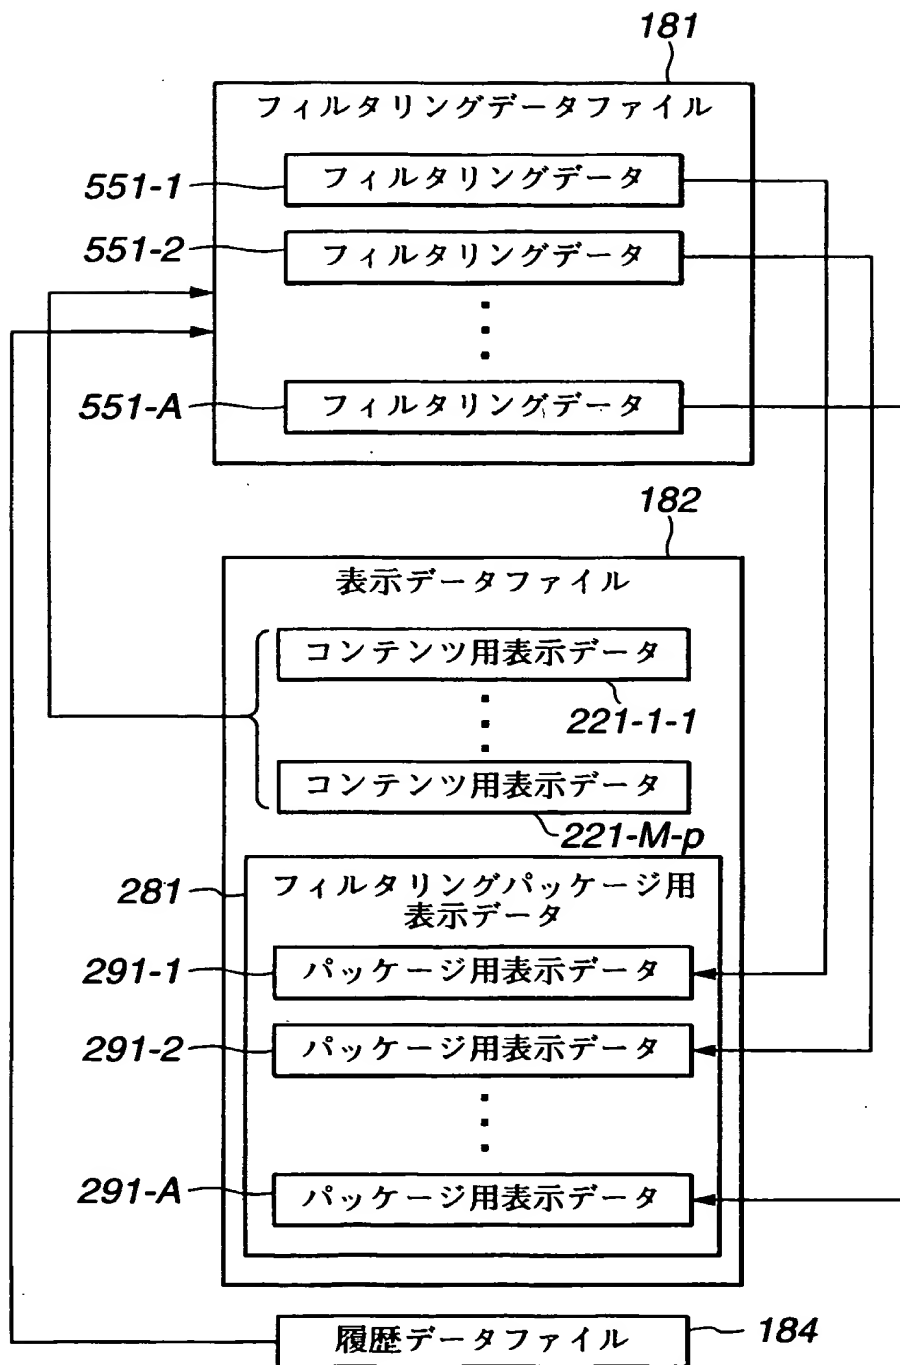 181
フィルタリングデータファイル
551-1
フィルタリングデータ
551-2
フィルタリングデータ
551-A
フィルタリングデータ
182
表示データファイル
コンテンツ用表示データ
221-1-1
コンテンツ用表示データ
221-M-p
281
フィルタリングパッケージ用
表示データ
291-1
パッケージ用表示データ
291-2
パッケージ用表示データ
291-A
パッケージ用表示データ
履歴データファイル
184